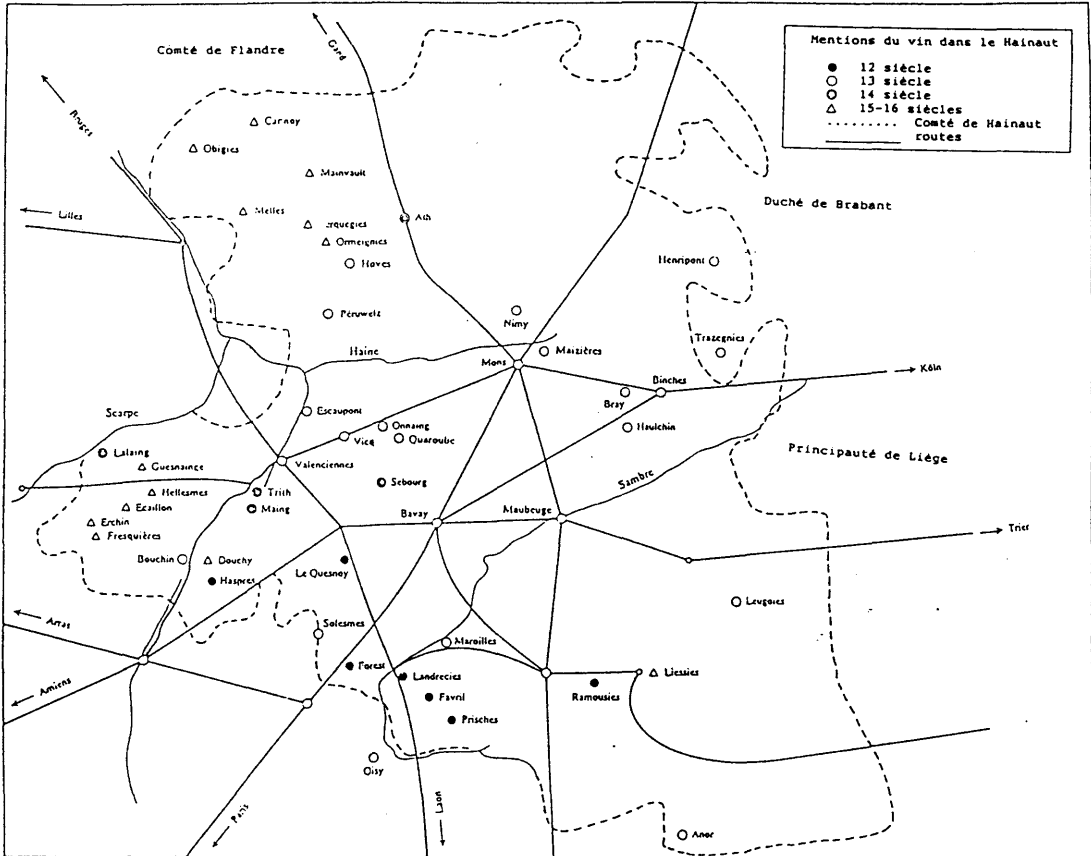 Comté de Flandre
Gand
Mentions du vin dans le Hainaut
12 siècle
13 siècle
14 siècle
15-16 siècles
Comté de Hainaut
routes
Bruges
Carnoy
Obigies
Mainvault
Duché de Brabant
Lilles
Melles
Ath
Ormeignies
Hoves
Henripont
Péruwelz
Nimy
Trazegnies
Haine
Maizières
Mons
Binches
Köln
Bray
Scarpe
Escaupont
Onnaing
Vicq
Quaroube
Haulchin
Lalaing
Guesnaingc
Valenciennes
Principauté de Liégé
Hellesmes
Trith
Sebourg
Sambre
Ecaillon
Maing
Erchin
Bavay
Maubeuge
Fresquières
Trier
Bouchin
Douchy
Le Quesnoy
Haspres
Leugnies
Arras
Solesmes
Maroilles
Forest
Landrecies
Liessies
Amiens
Favril
Ramousies
Prisches
Oisy
Paris
Laon
Anor